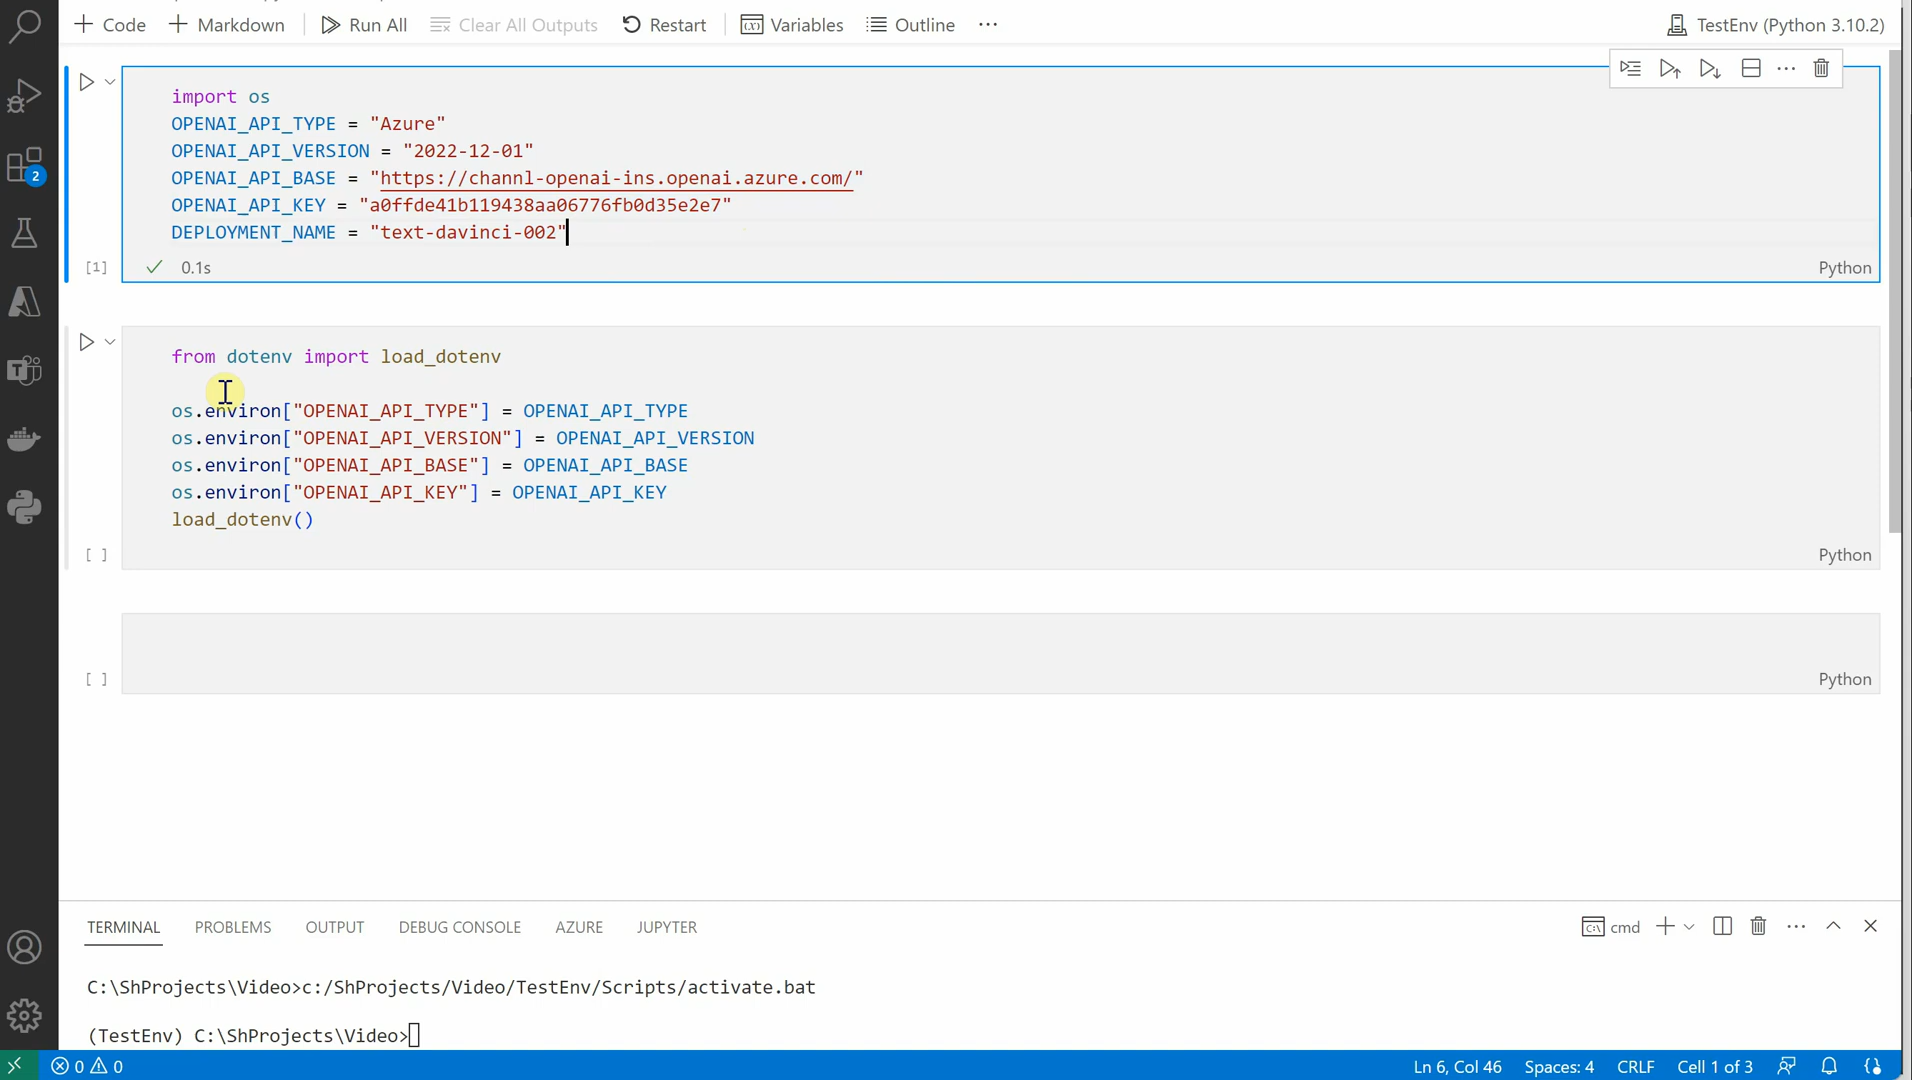 Code Markdown Run All Clear All Outputs Restart Variables Outline ... TestEnv (Python 3.10.2)
import os
OPENAI_API_TYPE = "Azure"
OPENAI_API_VERSION = "2022-12-01"
OPENAI_API_BASE = "https://channl-openai-ins.openai.azure.com/"
OPENAI_API_KEY = "a0ffde41b119438aa06776fb0d35e2e7"
DEPLOYMENT_NAME = "text-davinci-002"
[1] 0.1s Python
from dotenv import load_dotenv
os.environ["OPENAI_API_TYPE"] = OPENAI_API_TYPE
os.environ["OPENAI_API_VERSION"] = OPENAI_API_VERSION
os.environ["OPENAI_API_BASE"] = OPENAI_API_BASE
os.environ["OPENAI_API_KEY"] = OPENAI_API_KEY
load_dotenv()
[ ] Python
[ ] Python
2
TERMINAL PROBLEMS OUTPUT DEBUG CONSOLE AZURE JUPYTER cmd
C:\ShProjects\Video>c:/ShProjects/Video/TestEnv/Scripts/activate.bat
(TestEnv) C:\ShProjects\Video>
0 0 Ln 6, Col 46 Spaces: 4 CRLF Cell 1 of 3